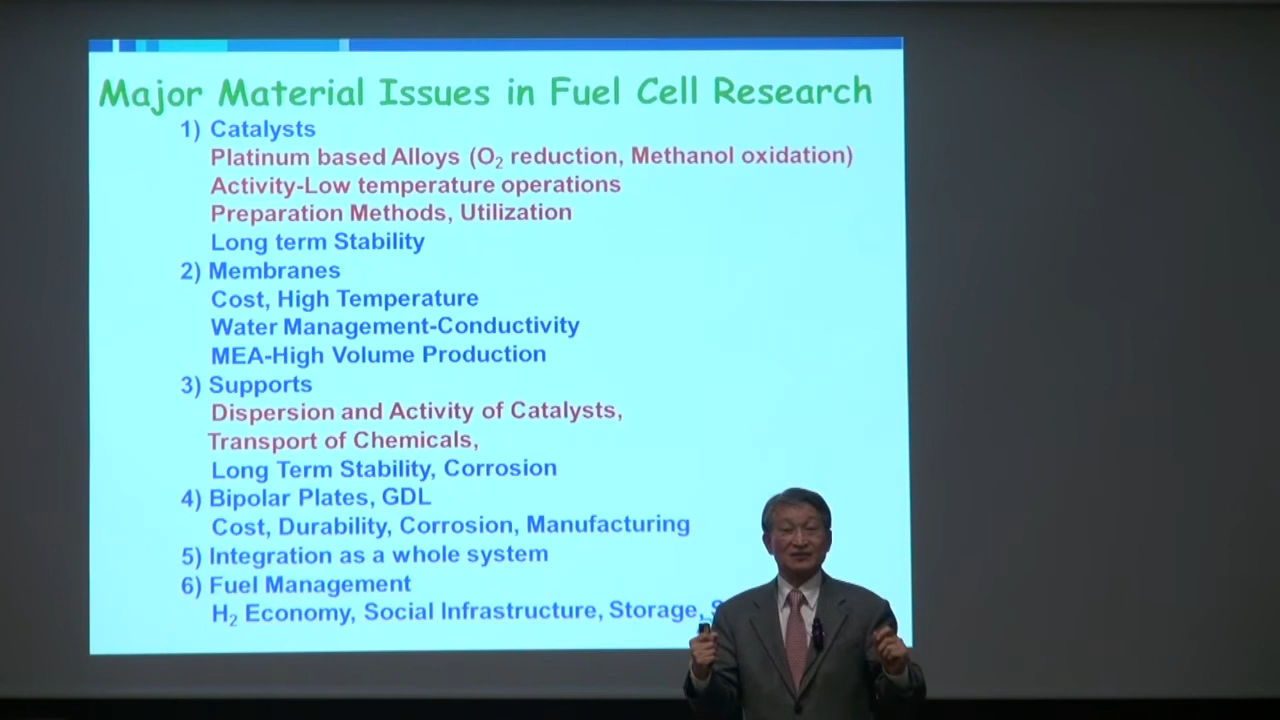 Major Material Issues in Fuel Cell Research
1) Catalysts
Platinum based Alloys (O₂ reduction, Methanol oxidation)
Activity-Low temperature operations
Preparation Methods, Utilization
Long term Stability
2) Membranes
Cost, High Temperature
Water Management-Conductivity
MEA-High Volume Production
3) Supports
Dispersion and Activity of Catalysts,
Transport of Chemicals,
Long Term Stability, Corrosion
4) Bipolar Plates, GDL
Cost, Durability, Corrosion, Manufacturing
5) Integration as a whole system
6) Fuel Management
H₂ Economy, Social Infrastructure, Storage,